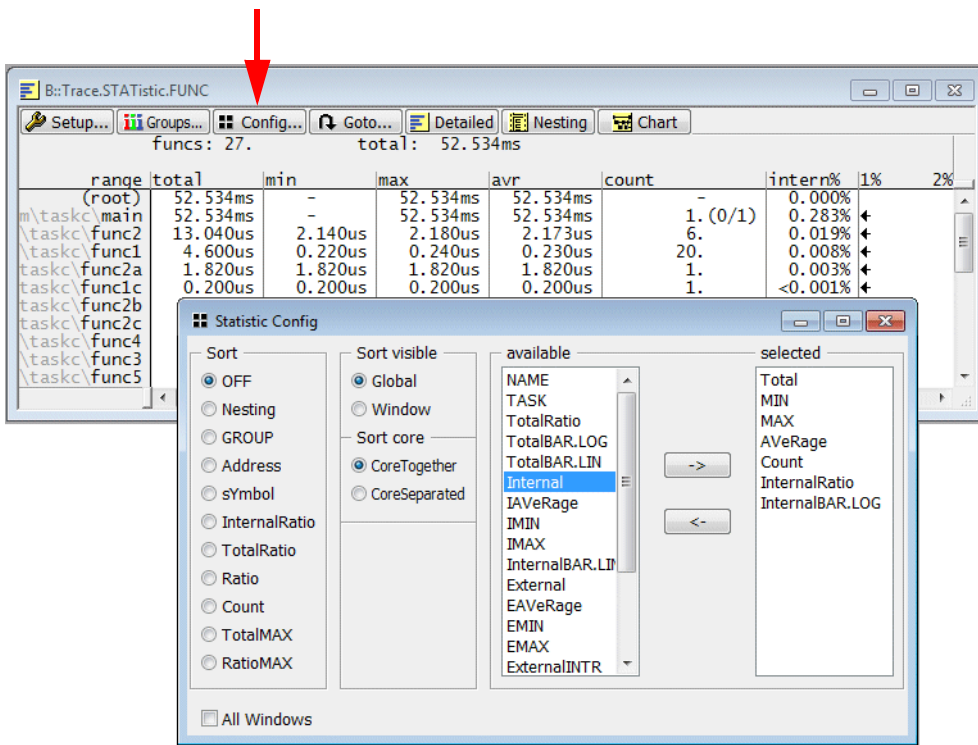 B::Trace.STATistic.FUNC
Setup... Groups... Config... Goto... Detailed Nesting Chart
funcs: 27. total: 52.534ms
range total min max avr count intern% 1% 2%
(root) 52.534ms - 52.534ms 52.534ms - 0.000%
m\taskc\main 52.534ms - 52.534ms 52.534ms 1.(0/1) 0.283%
\taskc\func2 13.040us 2.140us 2.180us 2.173us 6. 0.019%
\taskc\func1 4.600us 0.220us 0.240us 0.230us 20. 0.008%
taskc\func2a 1.820us 1.820us 1.820us 1.820us 1. 0.003%
taskc\func1c 0.200us 0.200us 0.200us 0.200us 1. <0.001%
taskc\func2b
taskc\func2c
\taskc\func4
\taskc\func3
\taskc\func5
Statistic Config
Sort
OFF
Nesting
GROUP
Address
sYmbol
InternalRatio
TotalRatio
Ratio
Count
TotalMAX
RatioMAX
Sort visible
Global
Window
Sort core
CoreTogether
CoreSeparated
available
NAME
TASK
TotalRatio
TotalBAR.LOG
TotalBAR.LIN
Internal
IAVeRage
IMIN
IMAX
InternalBAR.LIN
External
EAVeRage
EMIN
EMAX
ExternalINTR
->
<-
selected
Total
MIN
MAX
AVeRage
Count
InternalRatio
InternalBAR.LOG
All Windows